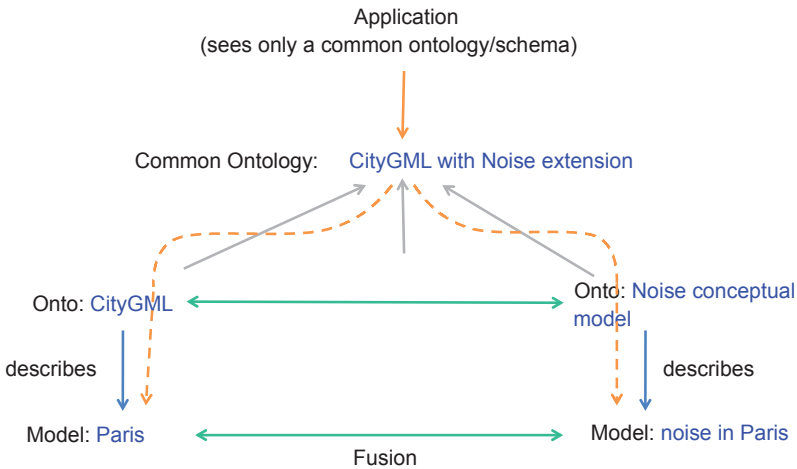 Application
(sees only a common ontology/schema)
Common Ontology: CityGML with Noise extension
Onto: CityGML
Onto: Noise conceptual
model
describes
describes
Model: Paris
Model: noise in Paris
Fusion